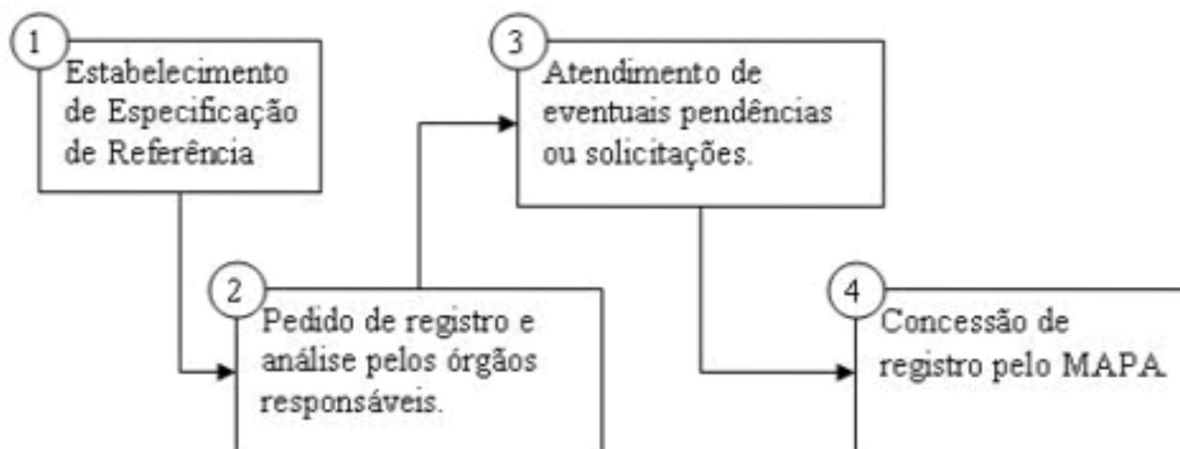 1
Estabelecimento
de Especificação
de Referência
2
Pedido de registro e
análise pelos órgãos
responsáveis.
3
Atendimento de
eventuais pendências
ou solicitações.
4
Concessão de
registro pelo MAPA.